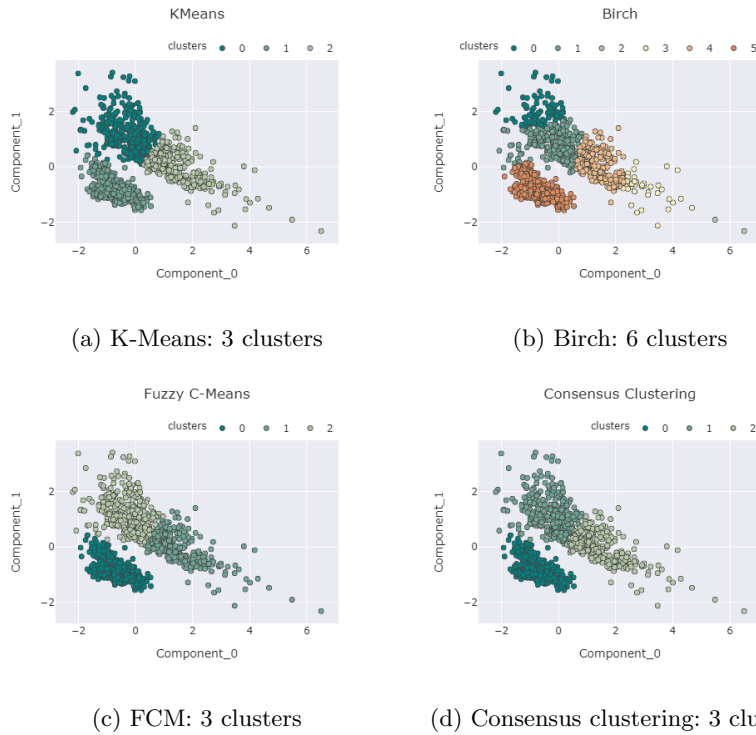 KMeans
clusters 0 1 2
Component_1
2
0
−2
−2 0 2 4 6
Component_0
(a) K-Means: 3 clusters
Birch
clusters 0 1 2 3 4 5
Component_1
2
0
−2
−2 0 2 4 6
Component_0
(b) Birch: 6 clusters
Fuzzy C-Means
clusters 0 1 2
Component_1
2
0
−2
−2 0 2 4 6
Component_0
(c) FCM: 3 clusters
Consensus Clustering
clusters 0 1 2
Component_1
2
0
−2
−2 0 2 4 6
Component_0
(d) Consensus clustering: 3 clu